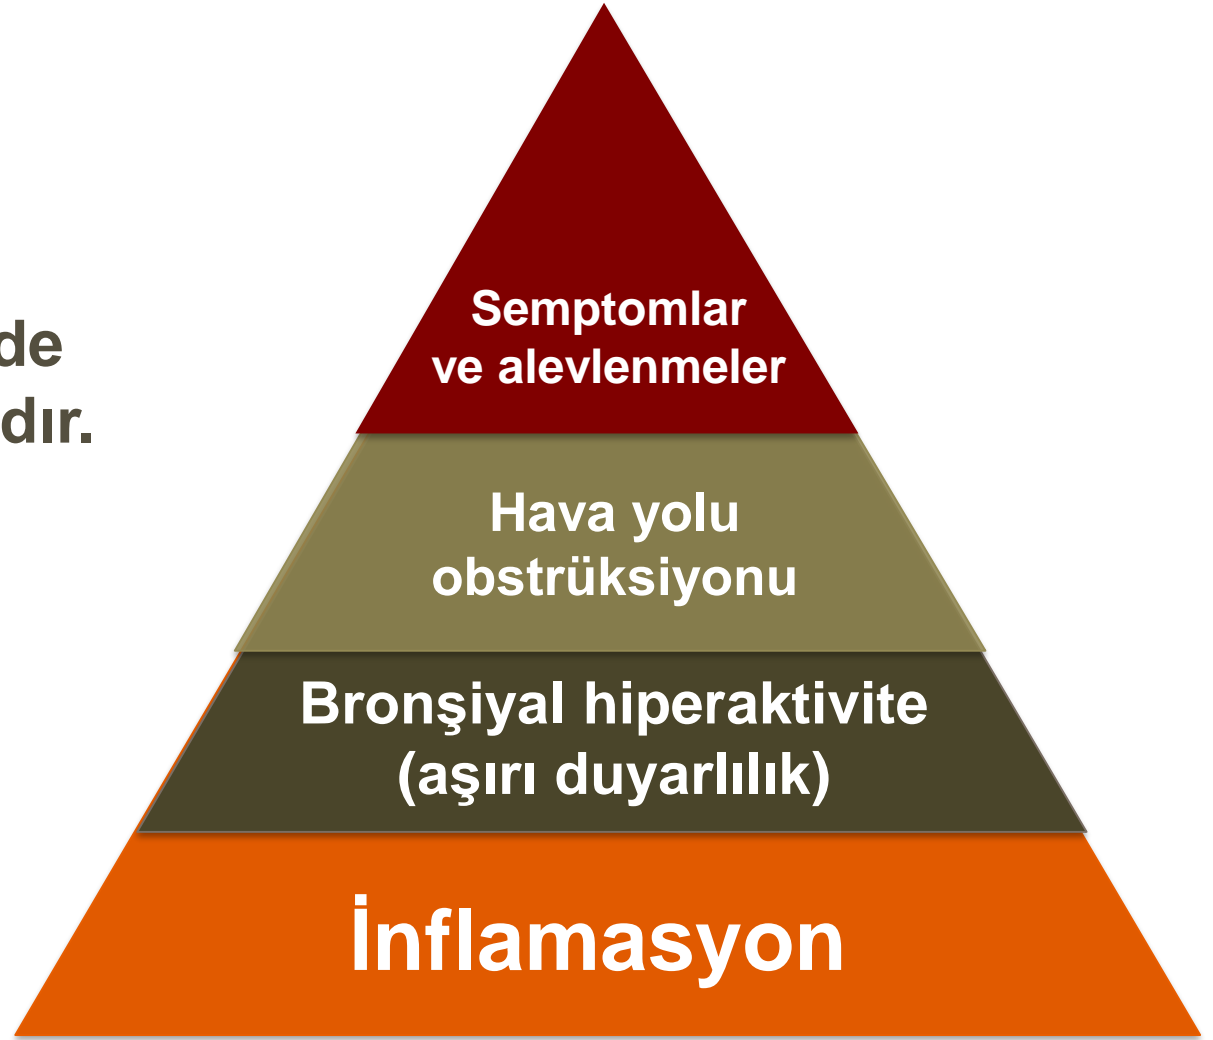 Semptomlar
ve alevlenmeler
de
dır.
Hava yolu
obstrüksiyonu
Bronşiyal hiperaktivite
(aşırı duyarlılık)
İnflamasyon